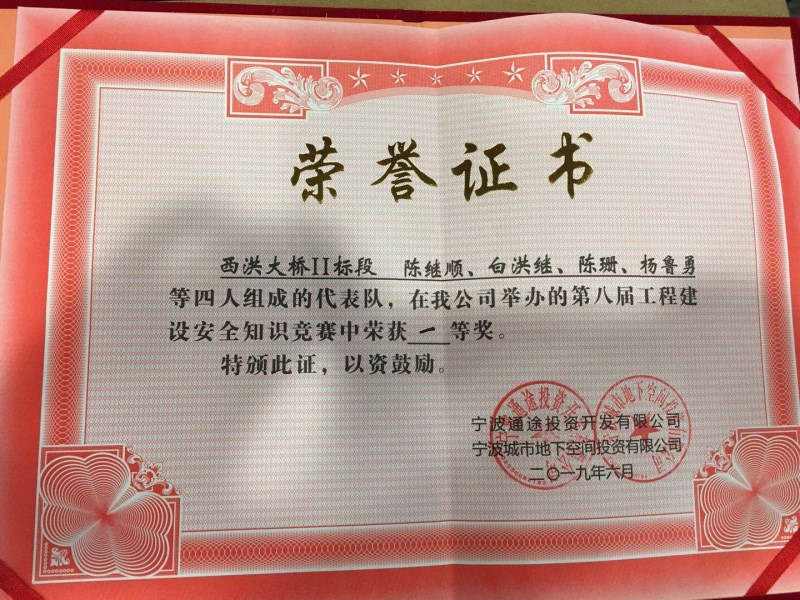 荣誉证书
西洪大桥II标段 陈继顺、白洪继、陈珊、杨鲁勇
等四人组成的代表队，在我公司举办的第八届工程建
设安全知识竞赛中荣获一等奖。
特颁此证，以资鼓励。
宁波通途投资开发有限公司
宁波城市地下空间投资有限公司
二〇一九年六月